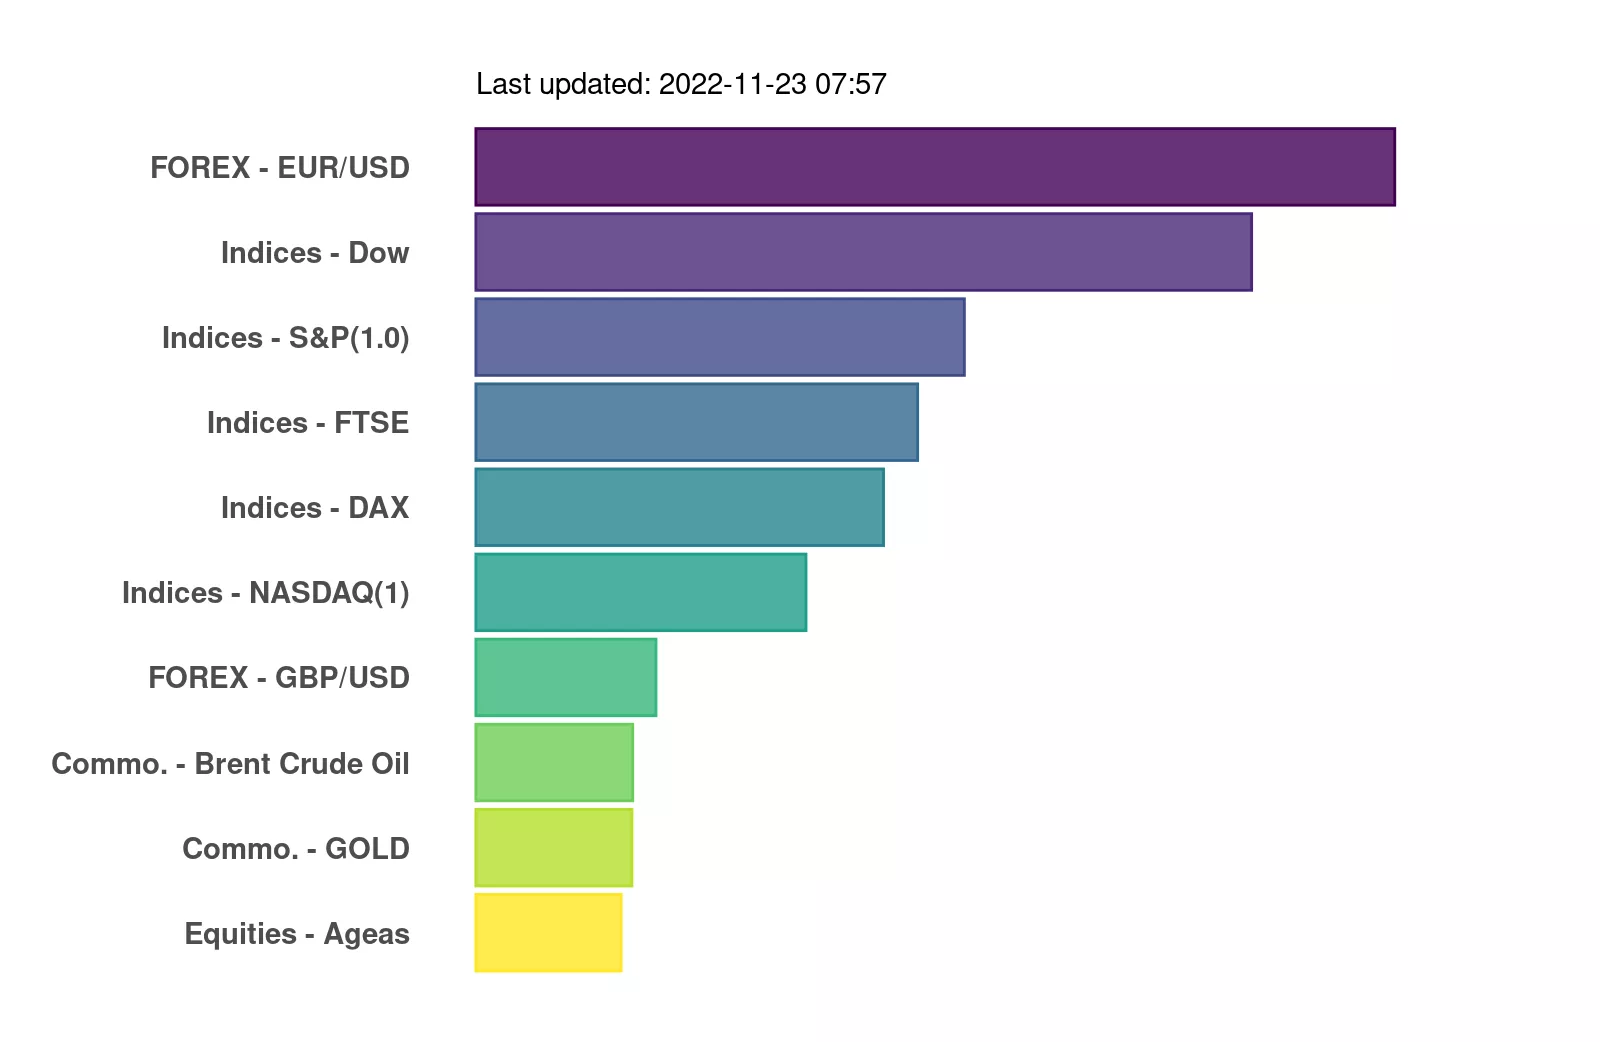 Last updated: 2022-11-23 07:57
FOREX - EUR/USD
Indices - Dow
Indices - S&P(1.0)
Indices - FTSE
Indices - DAX
Indices - NASDAQ(1)
FOREX - GBP/USD
Commo. - Brent Crude Oil
Commo. - GOLD
Equities - Ageas